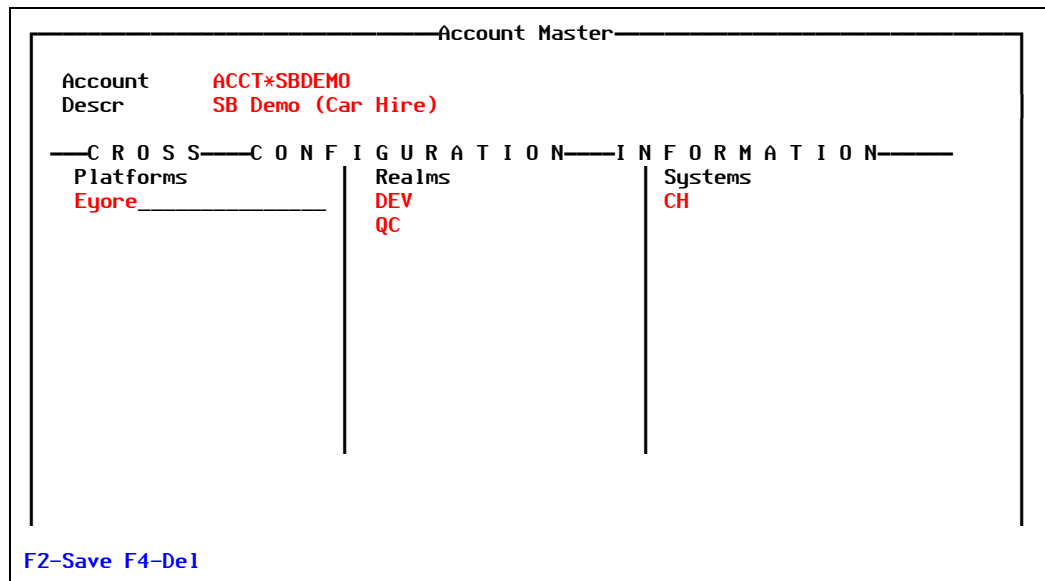 Account Master
Account ACCT*SBDEMO
Descr SB Demo (Car Hire)
C R O S S C O N F I G U R A T I O N I N F O R M A T I O N
Platforms Realms Systems
Eyore_______________ DEV CH
QC
F2-Save F4-Del